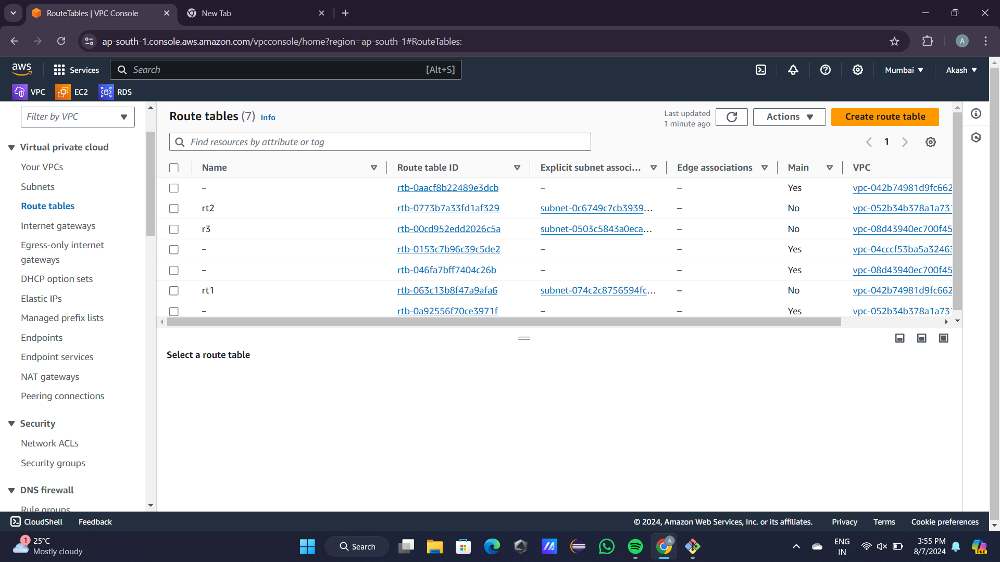 RouteTables | VPC Console
New Tab
ap-south-1.console.aws.amazon.com/vpcconsole/home?region=ap-south-1#RouteTables:
A
aws
Services
Search
[Alt+S]
Mumbai
Akash
VPC
EC2
RDS
Filter by VPC
Virtual private cloud
Your VPCs
Subnets
Route tables
Internet gateways
Egress-only internet
gateways
DHCP option sets
Elastic IPs
Managed prefix lists
Endpoints
Endpoint services
NAT gateways
Peering connections
Security
Network ACLs
Security groups
DNS firewall
Rule groups
Route tables (7) Info
Last updated
1 minute ago
Actions
Create route table
Find resources by attribute or tag
1
Name Route table ID Explicit subnet associ... Edge associations Main VPC
– rtb-0aacf8b22489e3dcb – – Yes vpc-042b74981d9fc662
rt2 rtb-0773b7a33fd1af329 subnet-0c6749c7cb3939... – No vpc-052b34b378a1a731
r3 rtb-00cd952edd2026c5a subnet-0503c5843a0eca... – No vpc-08d43940ec700f45
– rtb-0153c7b96c39c5de2 – – Yes vpc-04cccf53ba5a32463
– rtb-046fa7bff7404c26b – – Yes vpc-08d43940ec700f45
rt1 rtb-063c13b8f47a9afa6 subnet-074c2c8756594fc... – No vpc-042b74981d9fc662
– rtb-0a92556f70ce3971f – – Yes vpc-052b34b378a1a731
Select a route table
CloudShell
Feedback
© 2024, Amazon Web Services, Inc. or its affiliates.
Privacy
Terms
Cookie preferences
1
25°C
Mostly cloudy
Search
A
ENG
IN
3:55 PM
8/7/2024
PRE